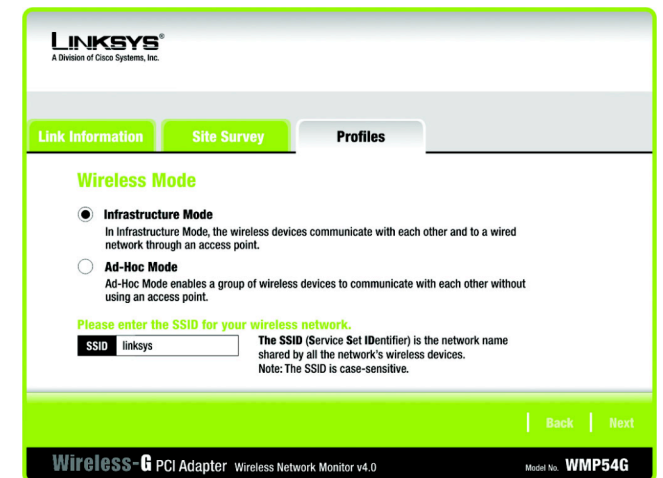 LINKSYS®
A Division of Cisco Systems, Inc.
Link Information Site Survey Profiles
Wireless Mode
Infrastructure Mode
In Infrastructure Mode, the wireless devices communicate with each other and to a wired
network through an access point.
Ad-Hoc Mode
Ad-Hoc Mode enables a group of wireless devices to communicate with each other without
using an access point.
Please enter the SSID for your wireless network.
SSID linksys
The SSID (Service Set IDentifier) is the network name
shared by all the network's wireless devices.
Note: The SSID is case-sensitive.
Back Next
Wireless-G PCI Adapter Wireless Network Monitor v4.0 Model No. WMP54G